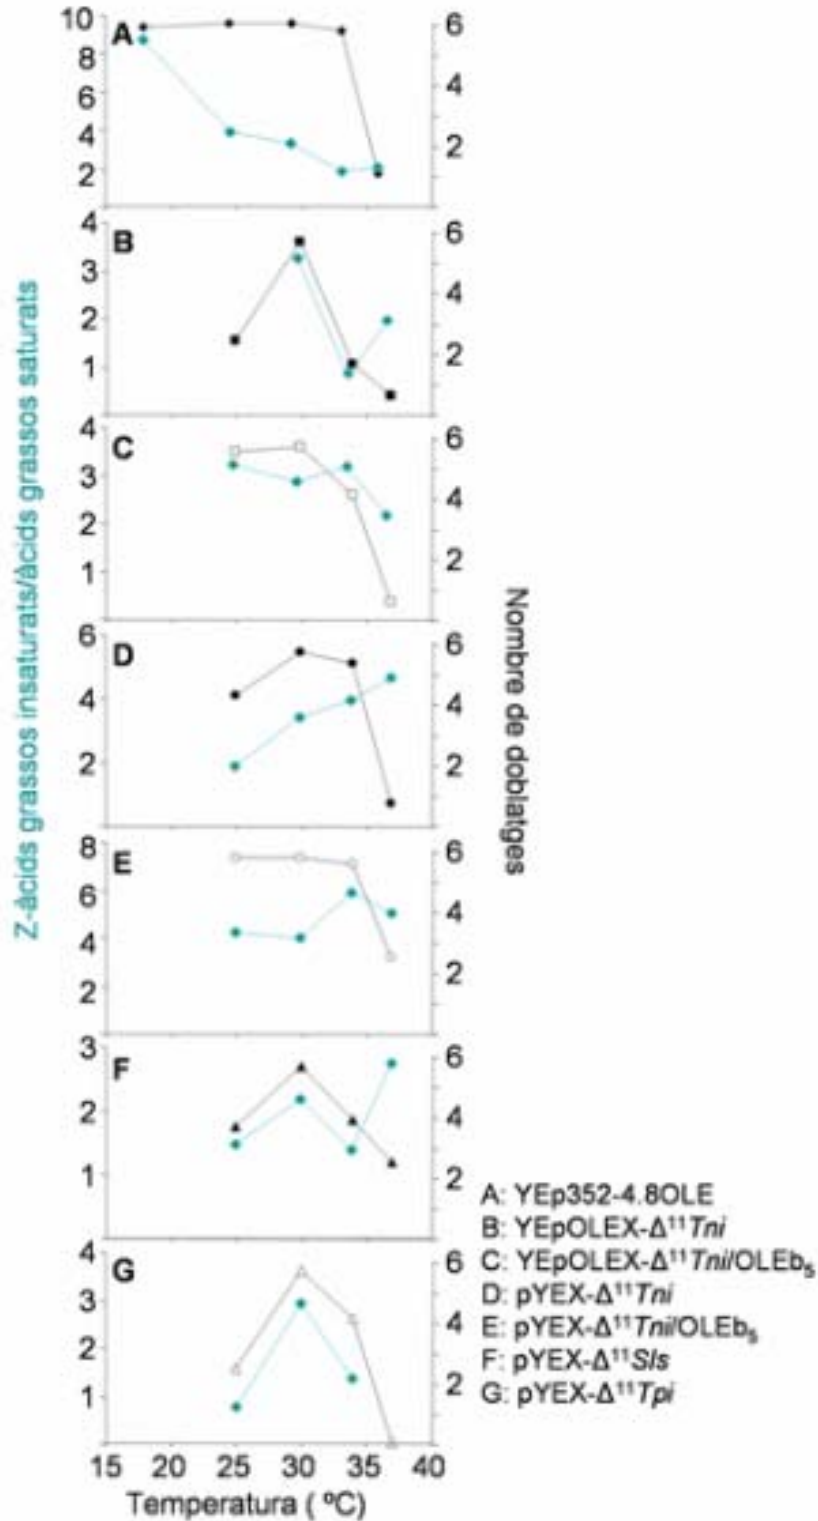 Z-àcids grassos insaturats/àcids grassos saturats
Nombre de doblatges
A
10
8
6
4
2
6
4
2
B
4
3
2
1
6
4
2
C
4
3
2
1
6
4
2
D
6
4
2
6
4
2
E
8
6
4
2
6
4
2
F
3
2
1
6
4
2
G
4
3
2
1
6
4
2
15 20 25 30 35 40
Temperatura ( ºC)
A: YEp352-4.8OLE
B: YEpOLEX-Δ¹¹Tni
C: YEpOLEX-Δ¹¹Tni/OLEb₅
D: pYEX-Δ¹¹Tni
E: pYEX-Δ¹¹Tni/OLEb₅
F: pYEX-Δ¹¹Sls
G: pYEX-Δ¹¹Tpi